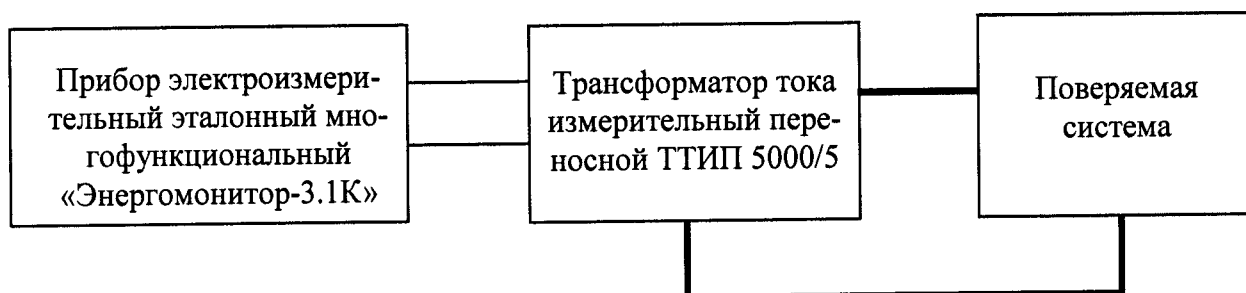 Прибор электроизмери-
тельный эталонный мно-
гофункциональный
«Энергомонитор-3.1К»
Трансформатор тока
измерительный пере-
носной ТТИП 5000/5
Поверяемая
система